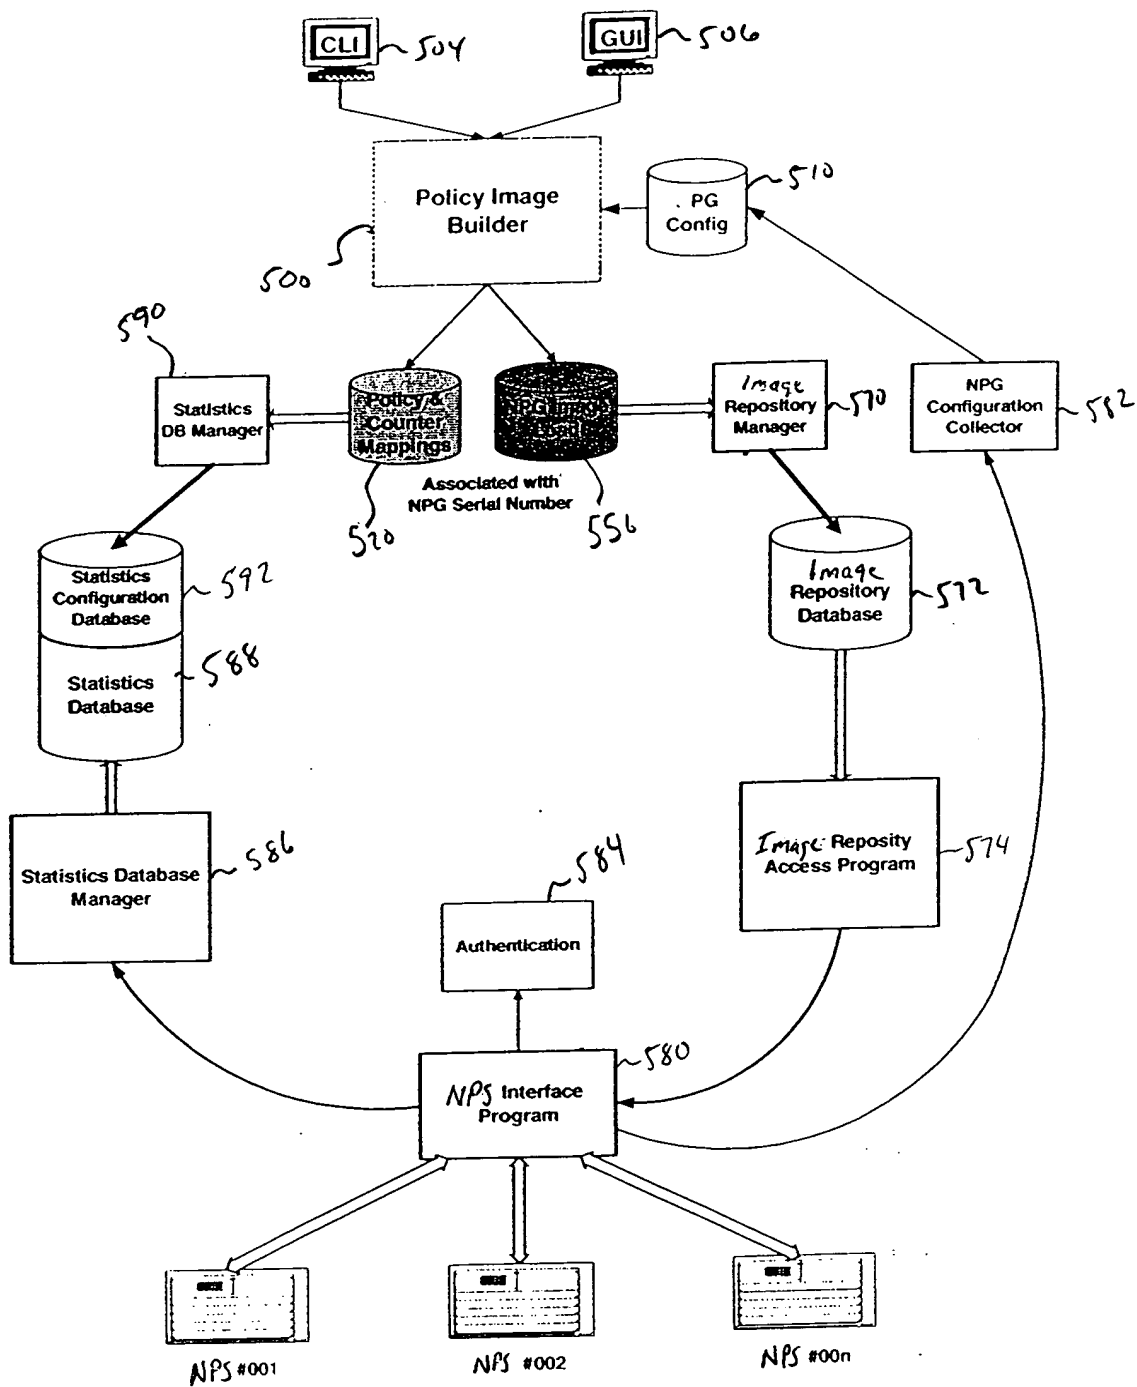 CLI
504
GUI
506
Policy Image
Builder
500
PG
Config
510
590
Statistics
DB Manager
Policy &
Counter
Mappings
NPG Image
Load
Image
Repository
Manager
570
NPG
Configuration
Collector
582
Associated with
NPG Serial Number
520
556
Statistics
Configuration
Database
592
Statistics
Database
588
Image
Repository
Database
572
Statistics Database
Manager
586
Image Reposity
Access Program
574
584
Authentication
NPS Interface
Program
580
NPS #001
NPS #002
NPS #00n